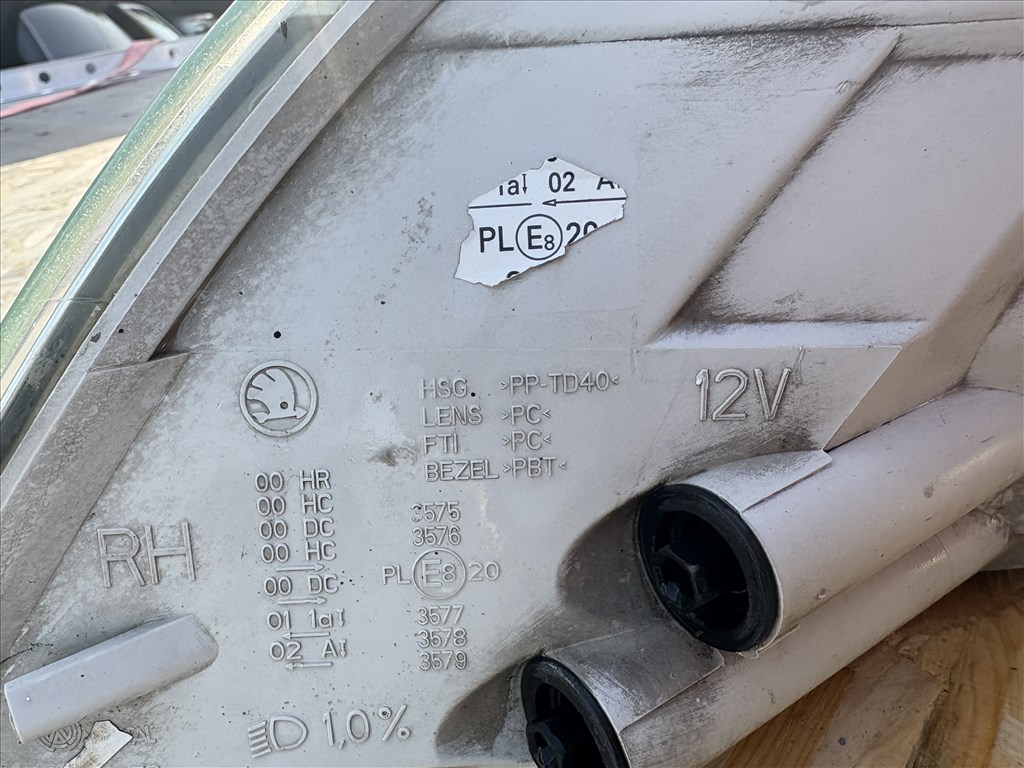 1a 02 A
PL E8 20
HSG. >PP-TD40<
LENS >PC<
FTI >PC<
BEZEL >PBT<
12V
00 HR
00 HC
00 DC
00 HC
00 DC
01 1a
02 A
3575
3576
PL E8 20
3577
3578
3579
RH
1,0%